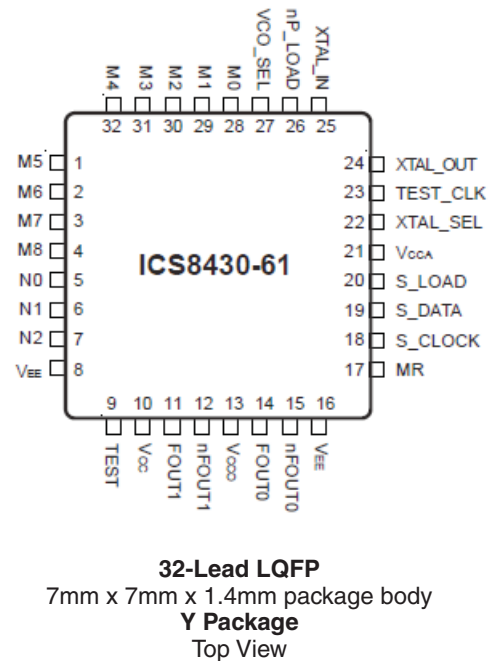 M4 M3 M2 M1 M0 VCO_SEL nP_LOAD XTAL_IN
32 31 30 29 28 27 26 25
M5 1
M6 2
M7 3
M8 4
N0 5
N1 6
N2 7
VEE 8
ICS8430-61
24 XTAL_OUT
23 TEST_CLK
22 XTAL_SEL
21 VCCA
20 S_LOAD
19 S_DATA
18 S_CLOCK
17 MR
9 10 11 12 13 14 15 16
TEST VCC FOUT1 nFOUT1 VCCO FOUT0 nFOUT0 VEE
32-Lead LQFP
7mm x 7mm x 1.4mm package body
Y Package
Top View